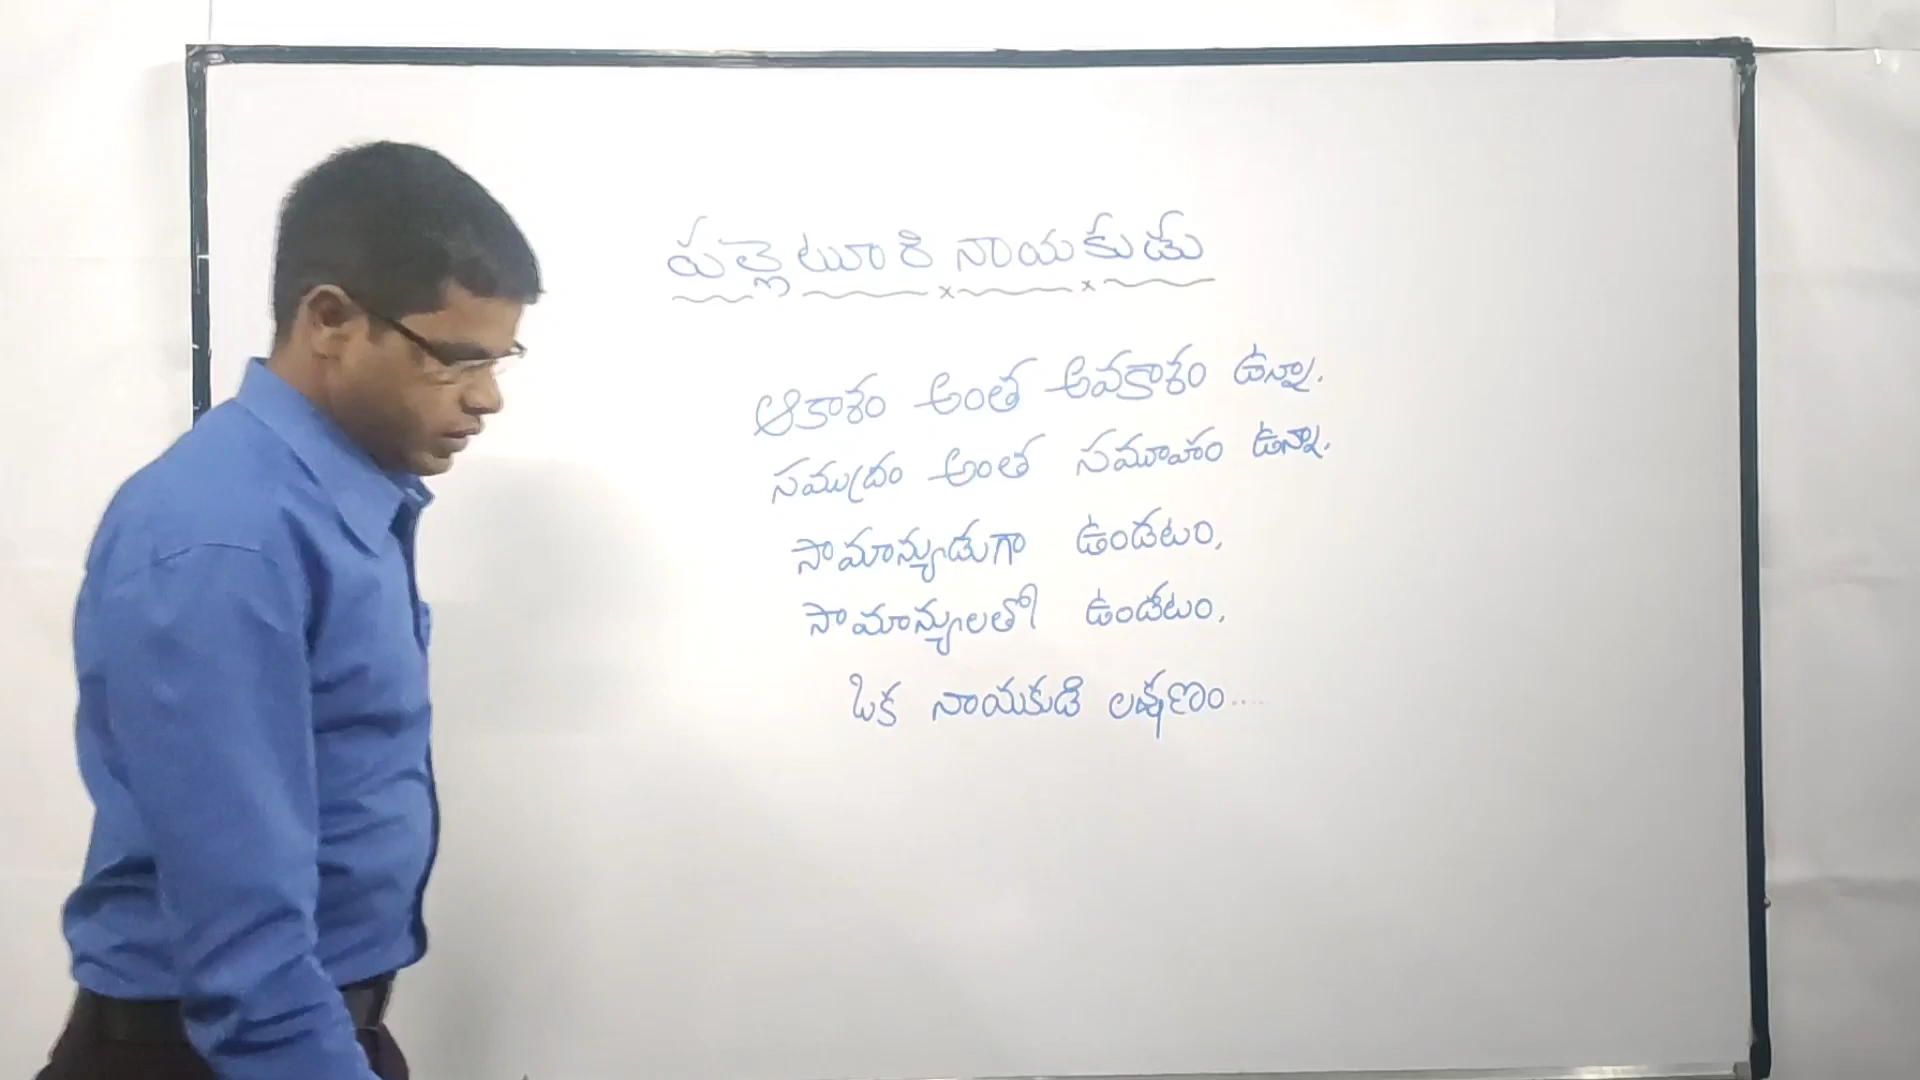 పల్లెటూరి నాయకుడు
ఆకాశం అంత అవకాశం ఉన్నా,
సముద్రం అంత సమూహం ఉన్నా,
సామాన్యుడుగా ఉండటం,
సామాన్యులతో ఉండటం,
ఒక నాయకుడి లక్షణం.....